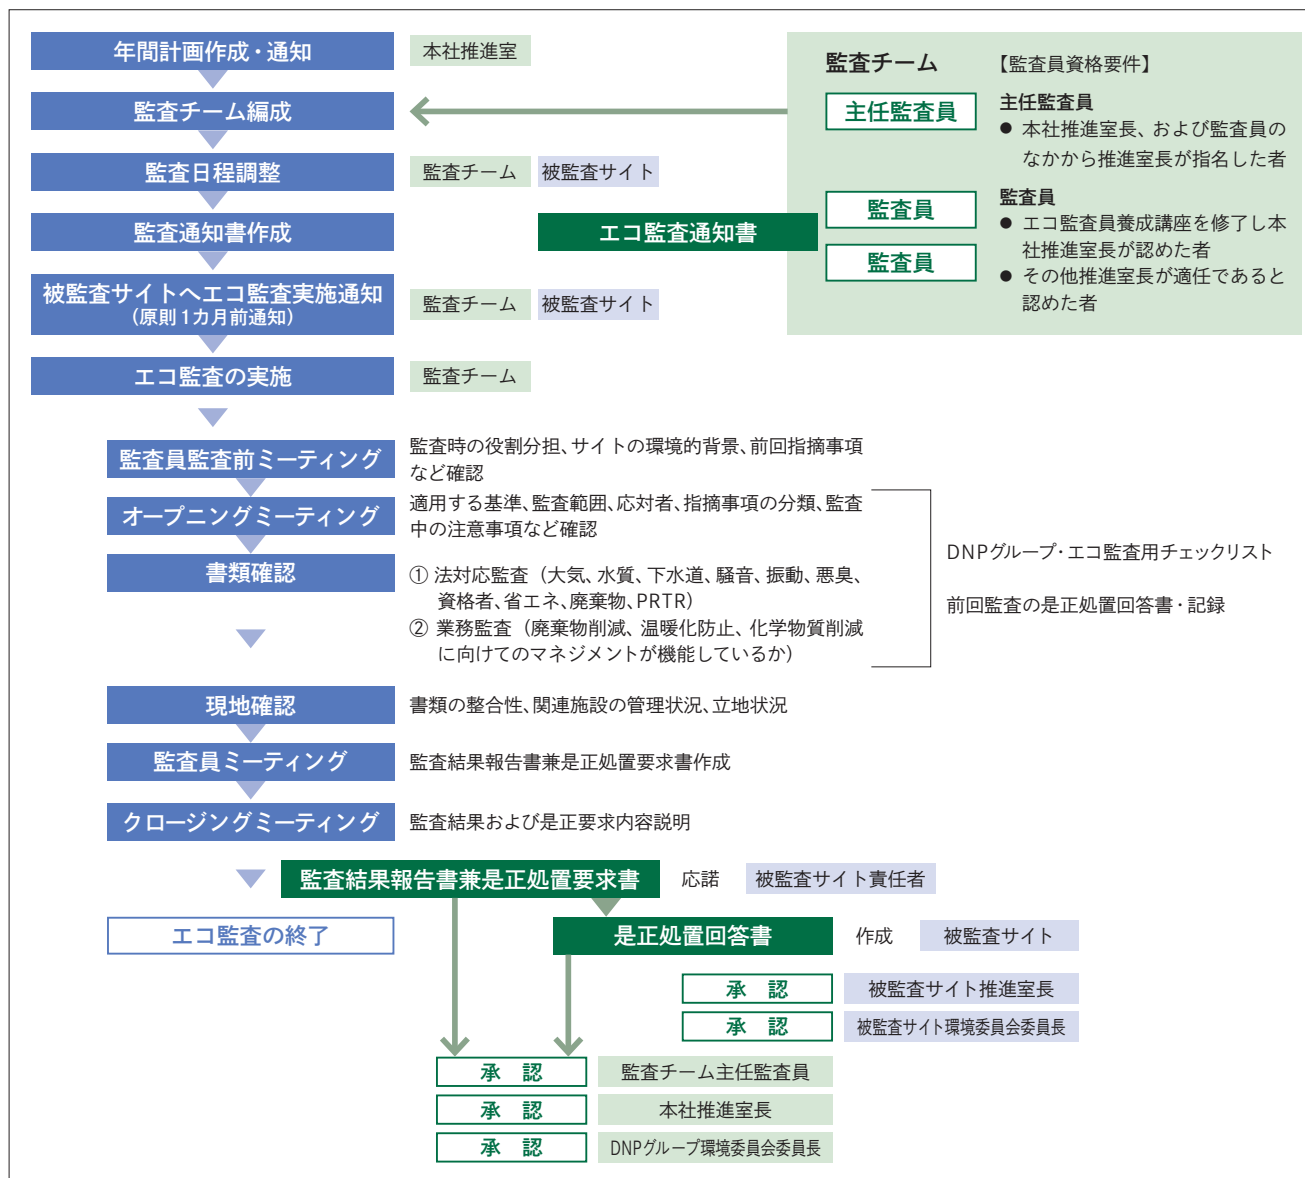 年間計画作成・通知
本社推進室
監査チーム編成
監査日程調整
監査チーム
被監査サイト
監査通知書作成
エコ監査通知書
被監査サイトへエコ監査実施通知
(原則1カ月前通知)
監査チーム
被監査サイト
エコ監査の実施
監査チーム
監査チーム
【監査員資格要件】
主任監査員
主任監査員
● 本社推進室長、および監査員の
なかから推進室長が指名した者
監査員
監査員
監査員
● エコ監査員養成講座を修了し本
社推進室長が認めた者
● その他推進室長が適任であると
認めた者
監査員監査前ミーティング
監査時の役割分担、サイトの環境的背景、前回指摘事項
など確認
オープニングミーティング
適用する基準、監査範囲、応対者、指摘事項の分類、監査
中の注意事項など確認
書類確認
① 法対応監査（大気、水質、下水道、騒音、振動、悪臭、
資格者、省エネ、廃棄物、PRTR）
② 業務監査（廃棄物削減、温暖化防止、化学物質削減
に向けてのマネジメントが機能しているか）
DNPグループ・エコ監査用チェックリスト
前回監査の是正処置回答書・記録
現地確認
書類の整合性、関連施設の管理状況、立地状況
監査員ミーティング
監査結果報告書兼是正処置要求書作成
クロージングミーティング
監査結果および是正要求内容説明
監査結果報告書兼是正処置要求書
応諾
被監査サイト責任者
エコ監査の終了
是正処置回答書
作成
被監査サイト
承 認
被監査サイト推進室長
承 認
被監査サイト環境委員会委員長
承 認
監査チーム主任監査員
承 認
本社推進室長
承 認
DNPグループ環境委員会委員長